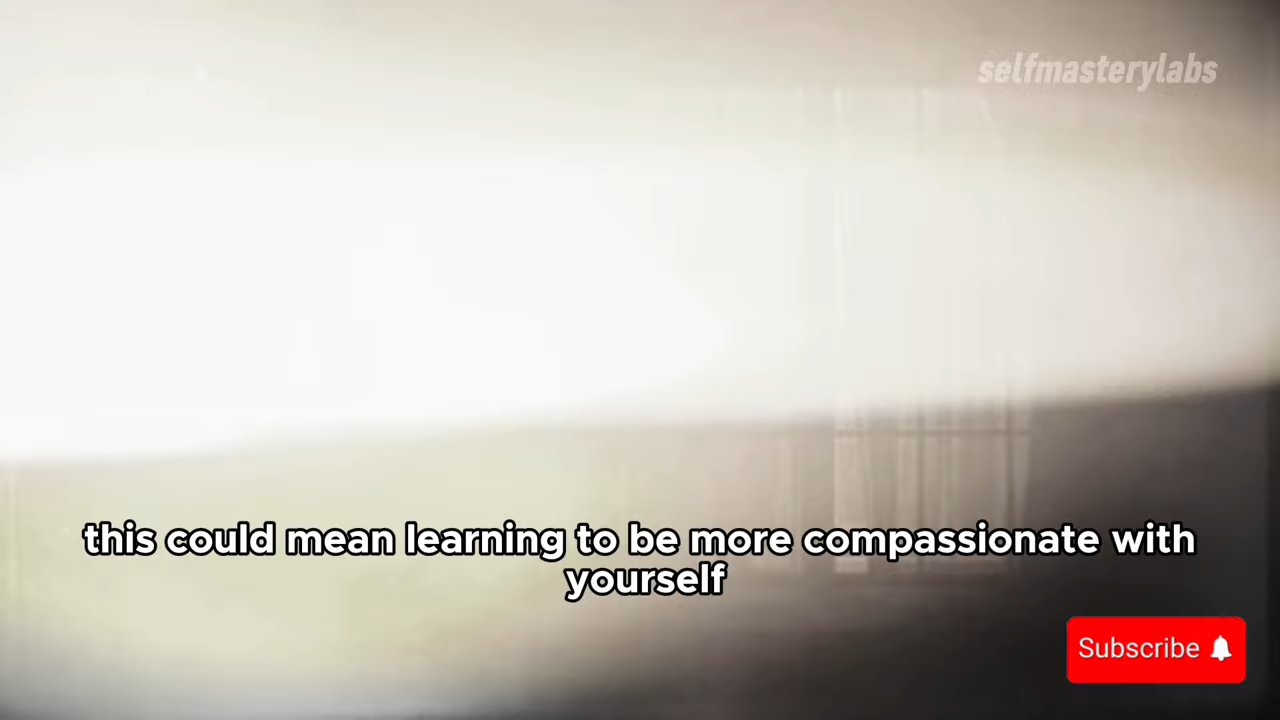 selfmasterylabs
this could mean learning to be more compassionate with
yourself
Subscribe